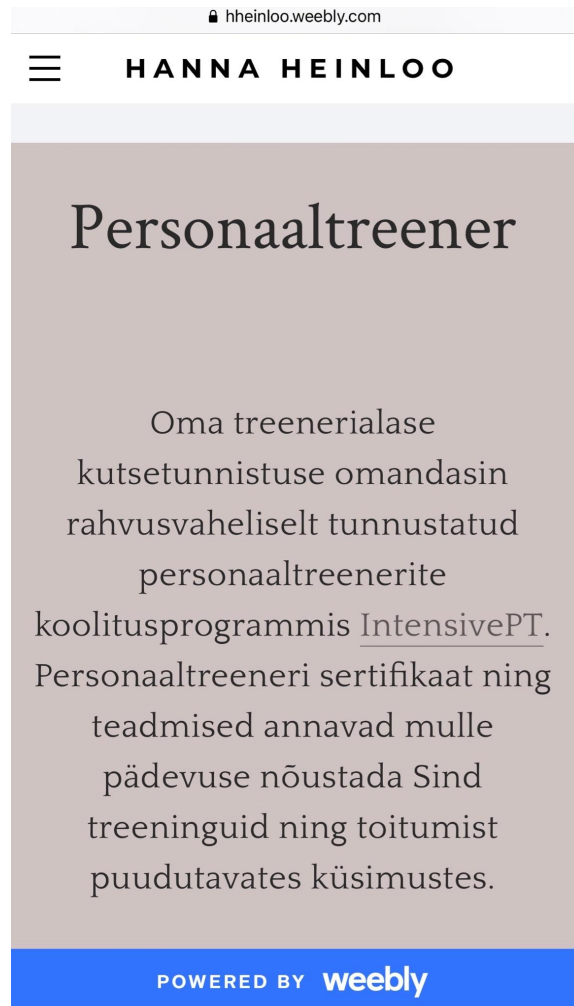 hheinloo.weebly.com
HANNA HEINLOO
Personaaltreener
Oma treenerialase
kutsetunnistuse omandasin
rahvusvaheliselt tunnustatud
personaaltreenerite
koolitusprogrammis IntensivePT.
Personaaltreeneri sertifikaat ning
teadmised annavad mulle
pädevuse nõustada Sind
treeninguid ning toitumist
puudutavates küsimustes.
POWERED BY weebly